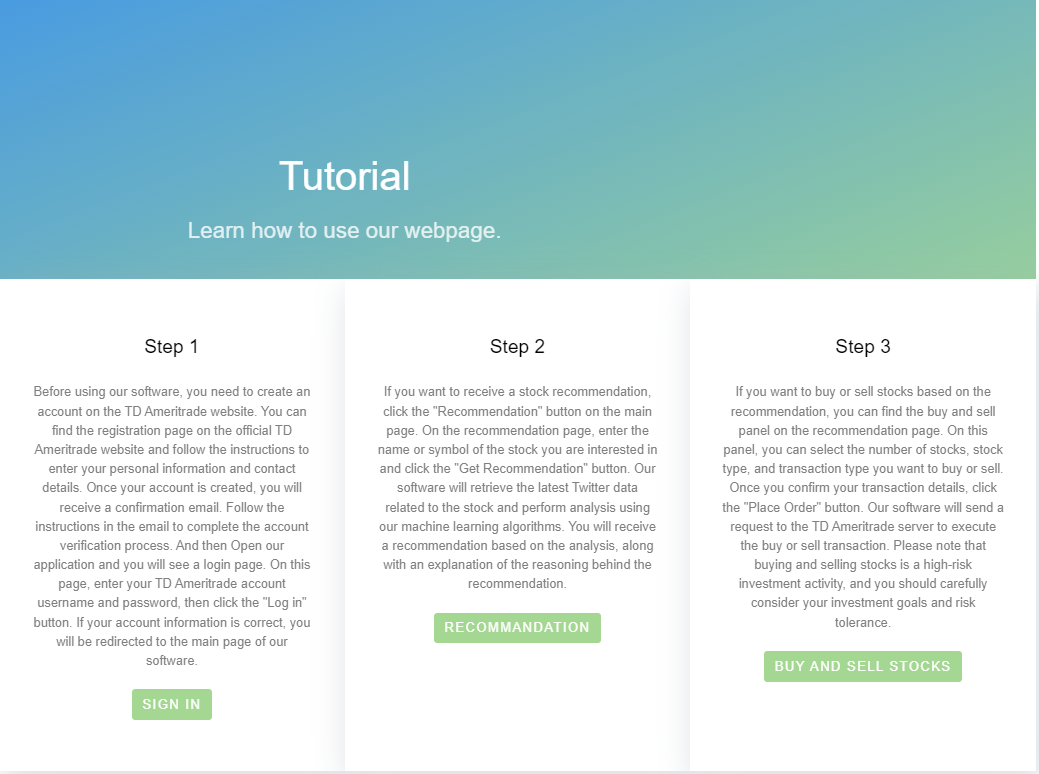 Tutorial
Learn how to use our webpage.
Step 1
Before using our software, you need to create an
account on the TD Ameritrade website. You can
find the registration page on the official TD
Ameritrade website and follow the instructions to
enter your personal information and contact
details. Once your account is created, you will
receive a confirmation email. Follow the
instructions in the email to complete the account
verification process. And then Open our
application and you will see a login page. On this
page, enter your TD Ameritrade account
username and password, then click the "Log in"
button. If your account information is correct, you
will be redirected to the main page of our
software.
SIGN IN
Step 2
If you want to receive a stock recommendation,
click the "Recommendation" button on the main
page. On the recommendation page, enter the
name or symbol of the stock you are interested in
and click the "Get Recommendation" button. Our
software will retrieve the latest Twitter data
related to the stock and perform analysis using
our machine learning algorithms. You will receive
a recommendation based on the analysis, along
with an explanation of the reasoning behind the
recommendation.
RECOMMANDATION
Step 3
If you want to buy or sell stocks based on the
recommendation, you can find the buy and sell
panel on the recommendation page. On this
panel, you can select the number of stocks, stock
type, and transaction type you want to buy or sell.
Once you confirm your transaction details, click
the "Place Order" button. Our software will send a
request to the TD Ameritrade server to execute
the buy or sell transaction. Please note that
buying and selling stocks is a high-risk
investment activity, and you should carefully
consider your investment goals and risk
tolerance.
BUY AND SELL STOCKS